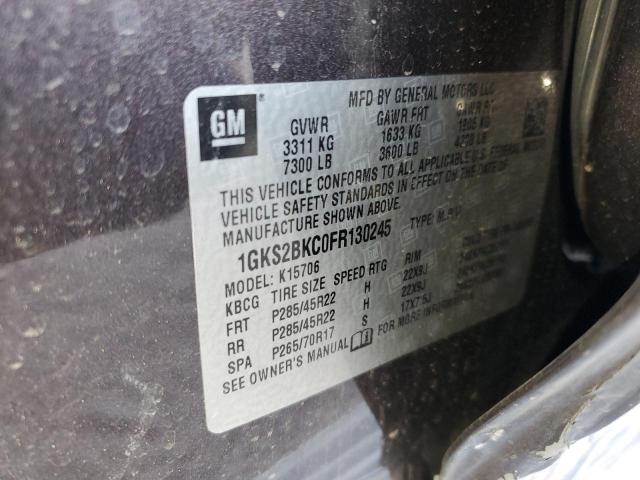 GM
MFD BY GENERAL MOTORS LLC
GVWR GAWR FRT GAWR RR
3311 KG 1633 KG
7300 LB 3600 LB
THIS VEHICLE CONFORMS TO ALL APPLICABLE U.S. FEDERAL MOTOR
VEHICLE SAFETY STANDARDS IN EFFECT ON THE DATE OF
MANUFACTURE SHOWN ABOVE.
1GKS2BKC0FR130245 TYPE: M.P.V.
MODEL: K15706
KBCG TIRE SIZE SPEED RTG RIM
FRT P285/45R22 H 22X9J
RR P285/45R22 H 22X9J
SPA P265/70R17 S 17X7.5J
SEE OWNER'S MANUAL FOR MORE INFORMATION